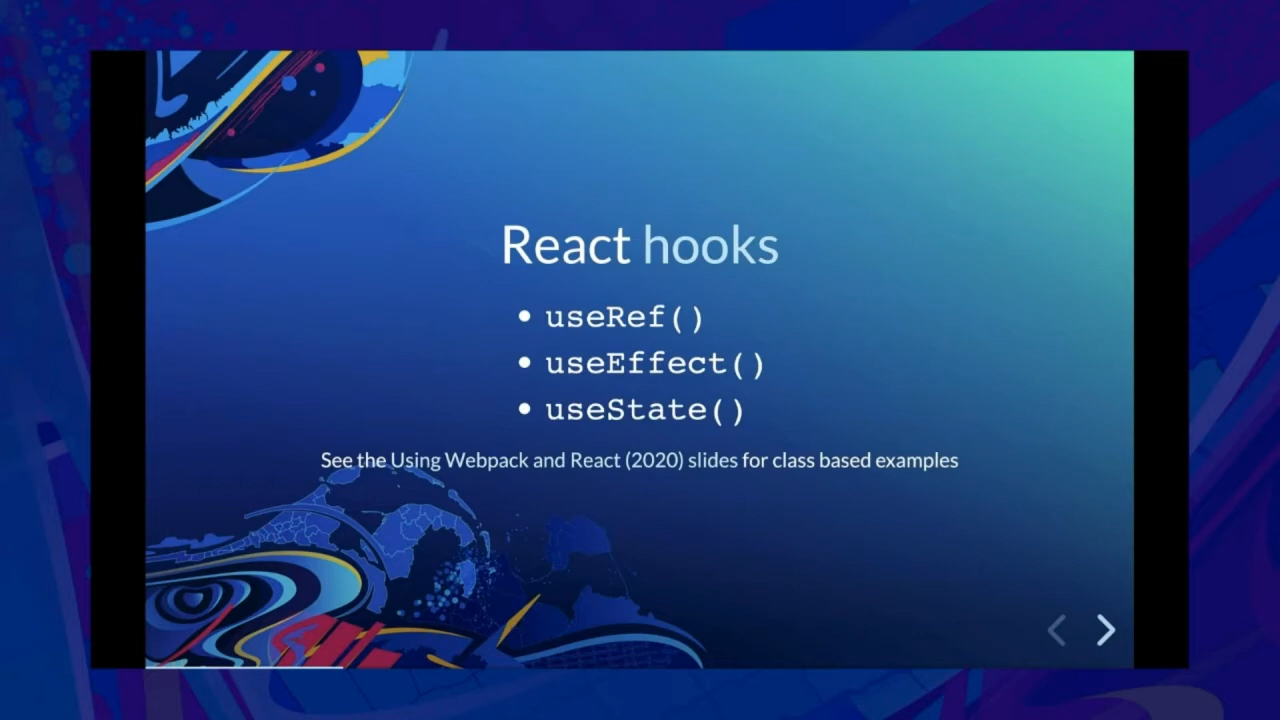 React hooks
• useRef()
• useEffect()
• useState()
See the Using Webpack and React (2020) slides for class based examples